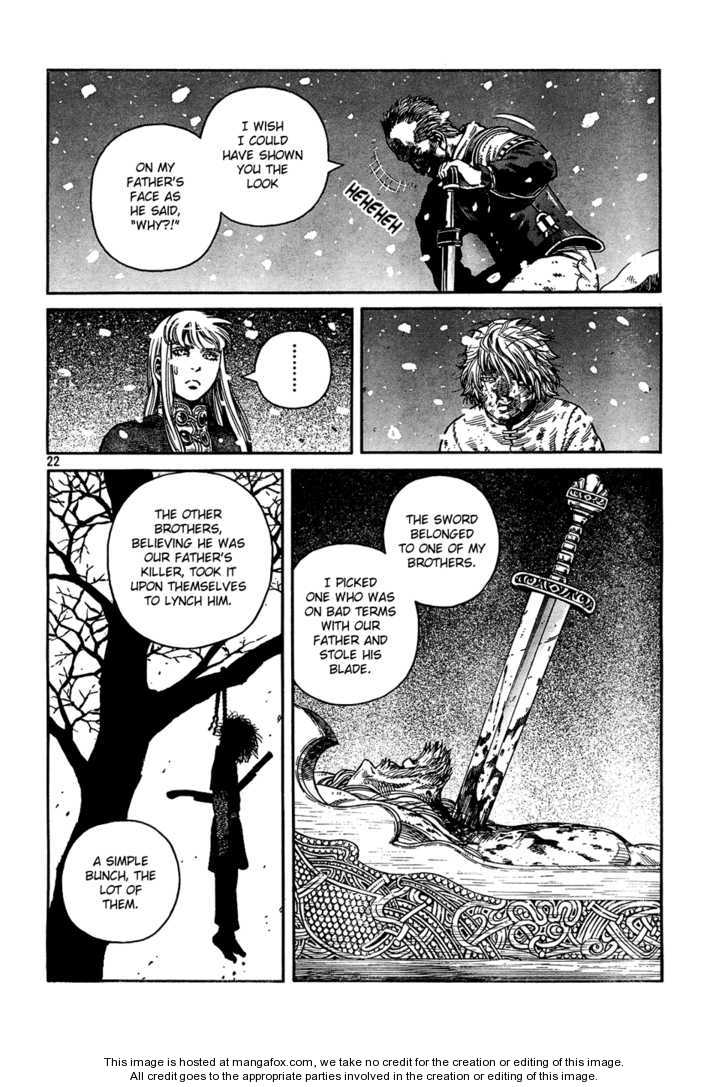 I WISH
I COULD
HAVE SHOWN
YOU THE
LOOK
ON MY
FATHER'S
FACE AS
HE SAID,
"WHY?!"
HEHEHEH
.........
22
THE SWORD
BELONGED
TO ONE OF MY
BROTHERS.
I PICKED
ONE WHO WAS
ON BAD TERMS
WITH OUR
FATHER AND
STOLE HIS
BLADE.
THE OTHER
BROTHERS,
BELIEVING HE WAS
OUR FATHER'S
KILLER, TOOK IT
UPON THEMSELVES
TO LYNCH HIM.
A SIMPLE
BUNCH, THE
LOT OF
THEM.
This image is hosted at mangafox.com, we take no credit for the creation or editing of this image.
All credit goes to the appropriate parties involved in the creation or editing of this image.